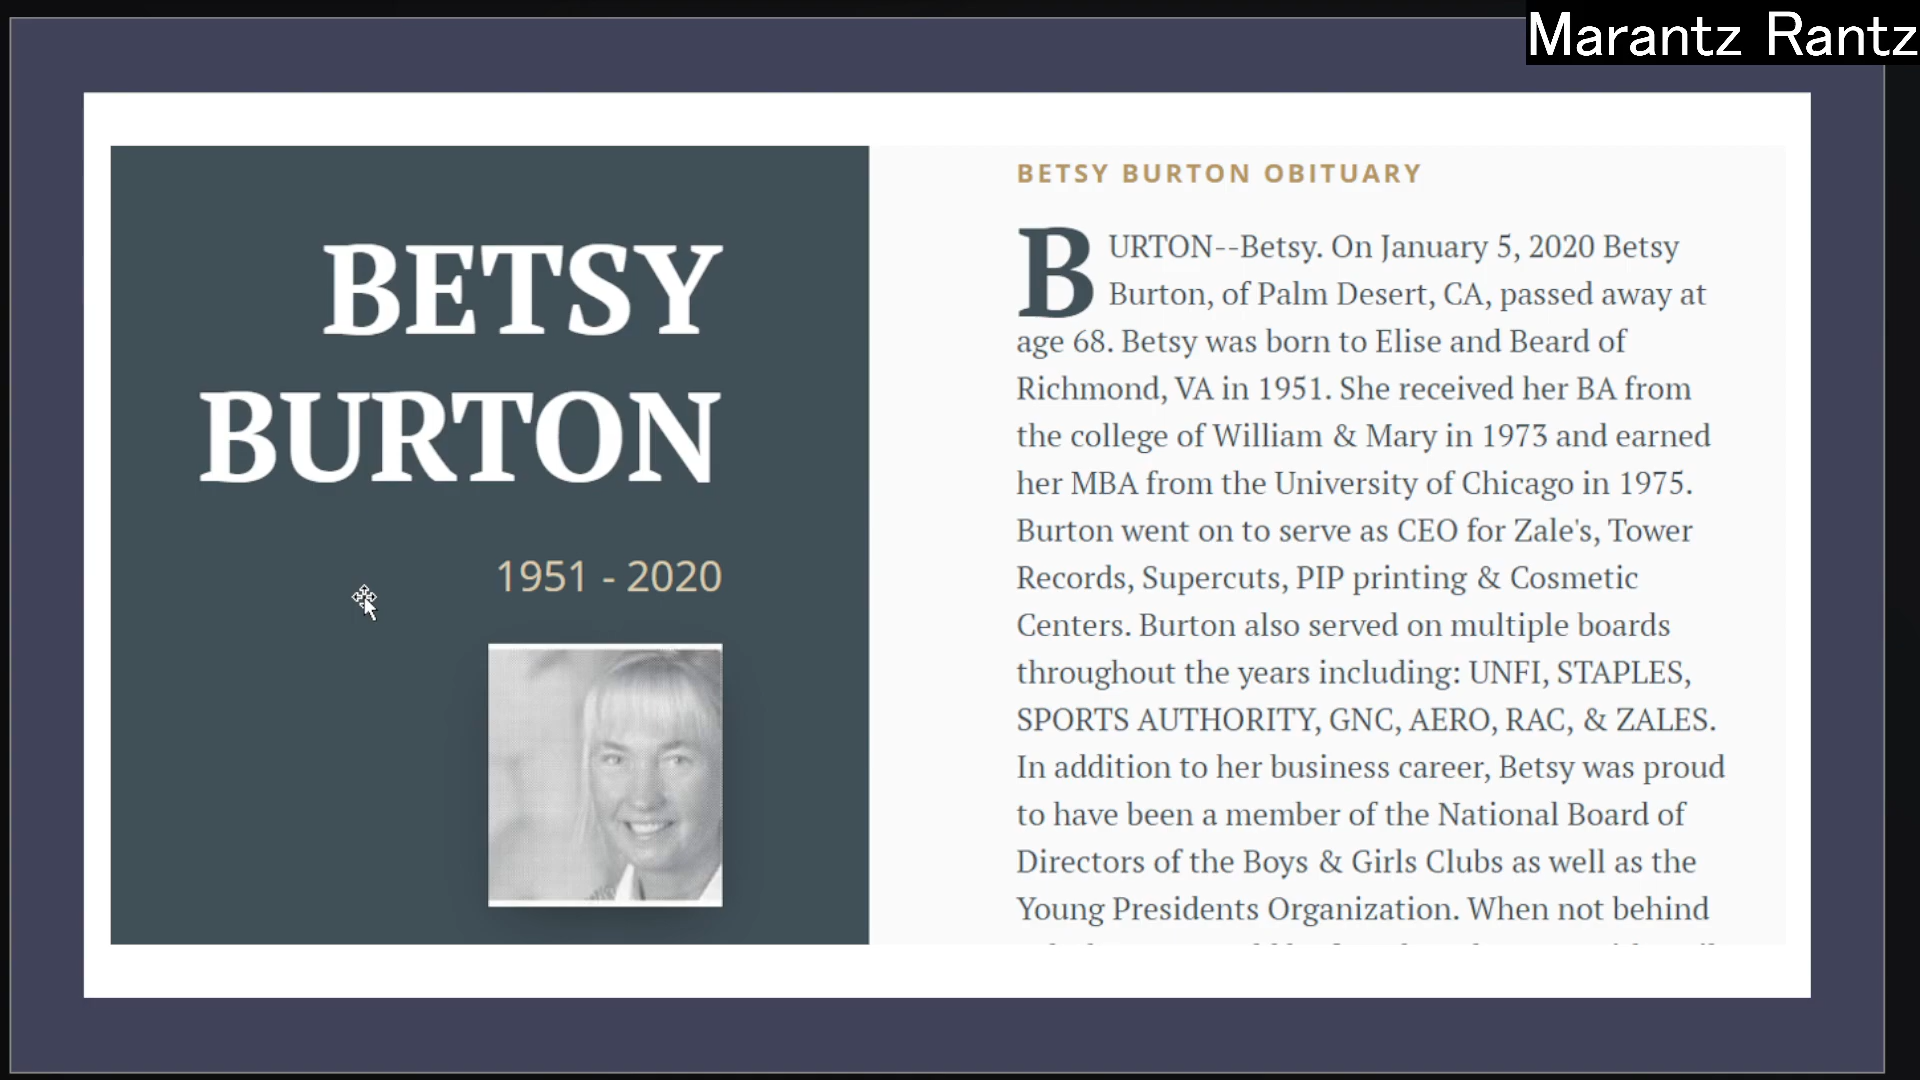 Marantz Rantz
BETSY
BURTON
1951 - 2020
BETSY BURTON OBITUARY
BURTON--Betsy. On January 5, 2020 Betsy
Burton, of Palm Desert, CA, passed away at
age 68. Betsy was born to Elise and Beard of
Richmond, VA in 1951. She received her BA from
the college of William & Mary in 1973 and earned
her MBA from the University of Chicago in 1975.
Burton went on to serve as CEO for Zale's, Tower
Records, Supercuts, PIP printing & Cosmetic
Centers. Burton also served on multiple boards
throughout the years including: UNFI, STAPLES,
SPORTS AUTHORITY, GNC, AERO, RAC, & ZALES.
In addition to her business career, Betsy was proud
to have been a member of the National Board of
Directors of the Boys & Girls Clubs as well as the
Young Presidents Organization. When not behind